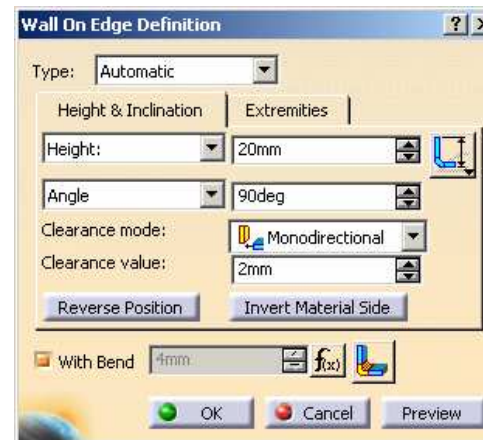 Wall On Edge Definition ? X
Type: Automatic
Height & Inclination Extremities
Height: 20mm
Angle 90deg
Clearance mode: Monodirectional
Clearance value: 2mm
Reverse Position Invert Material Side
With Bend 4mm f(x)
OK Cancel Preview